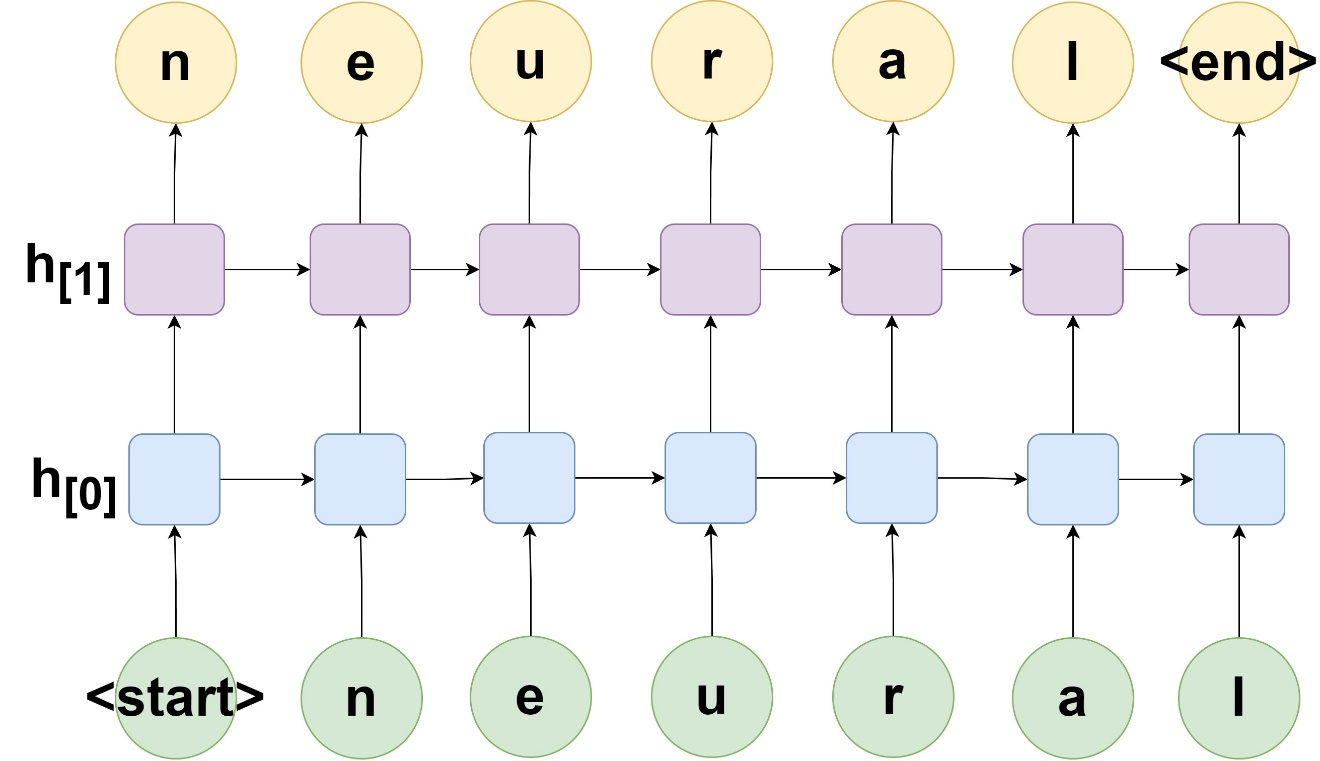 n e u r a l <end>
h[1]
h[0]
<start> n e u r a l